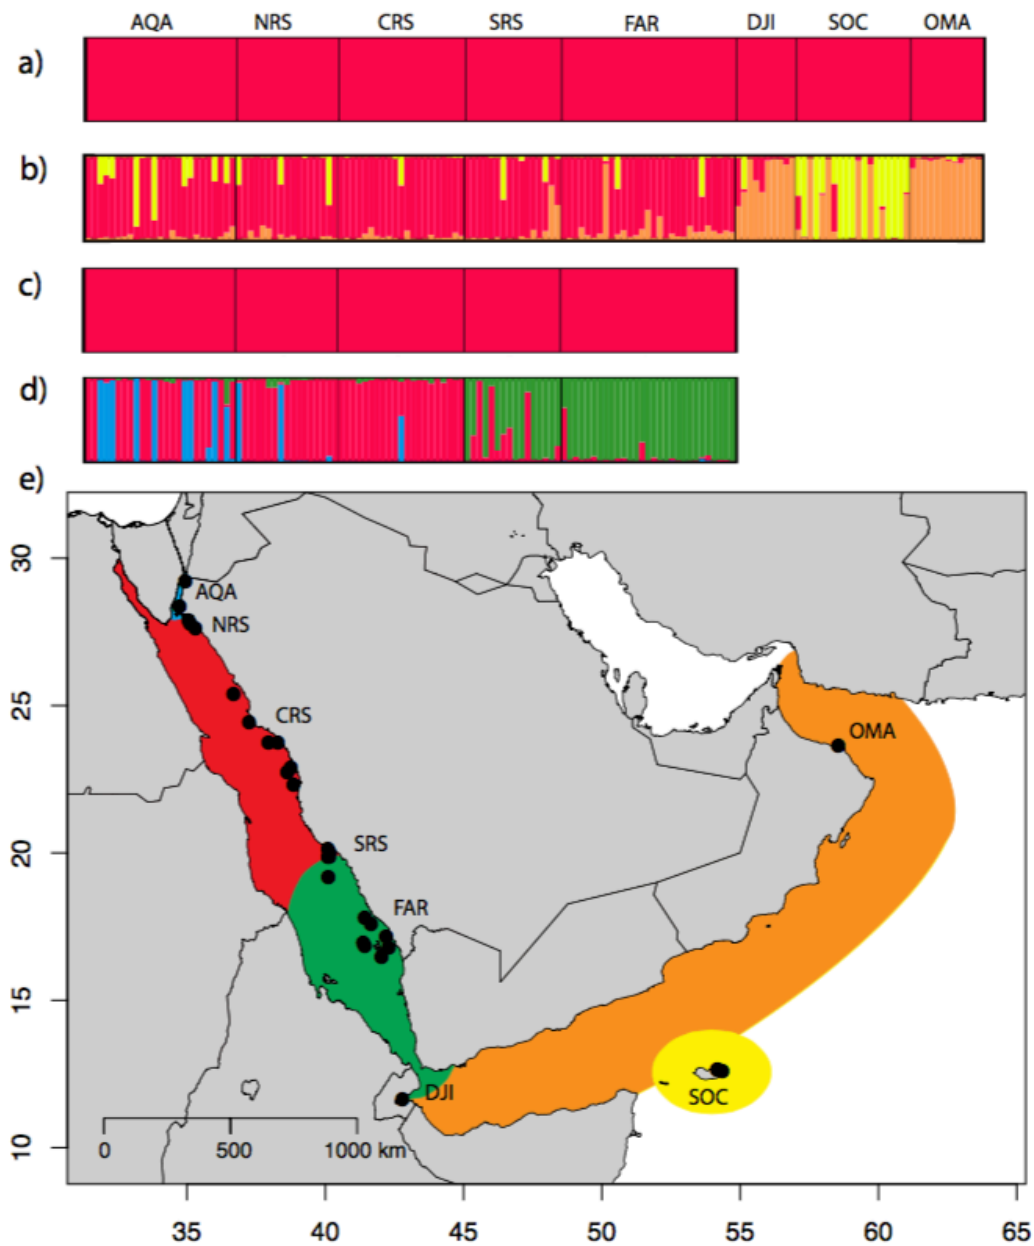 AQA NRS CRS SRS FAR DJI SOC OMA
a)
b)
c)
d)
e)
30
AQA
NRS
25
CRS
OMA
20
SRS
FAR
15
DJI
SOC
10
0 500 1000 km
35 40 45 50 55 60 65